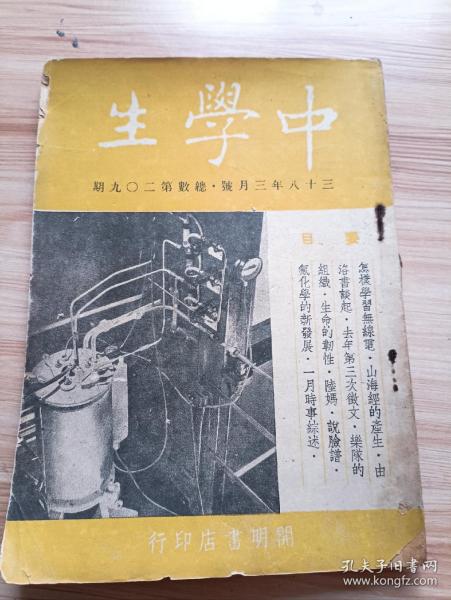 中學生
三十八年三月號·總數第二〇九期
要目
怎樣學習無線電·山海經的產生·由
洛書談起·去年第三次徵文·樂隊的
組織·生命的韌性·陸媽·說臉譜·
氟化學的新發展·一月時事綜述·
開明書店印行
孔夫子旧书网
www.kongfz.com